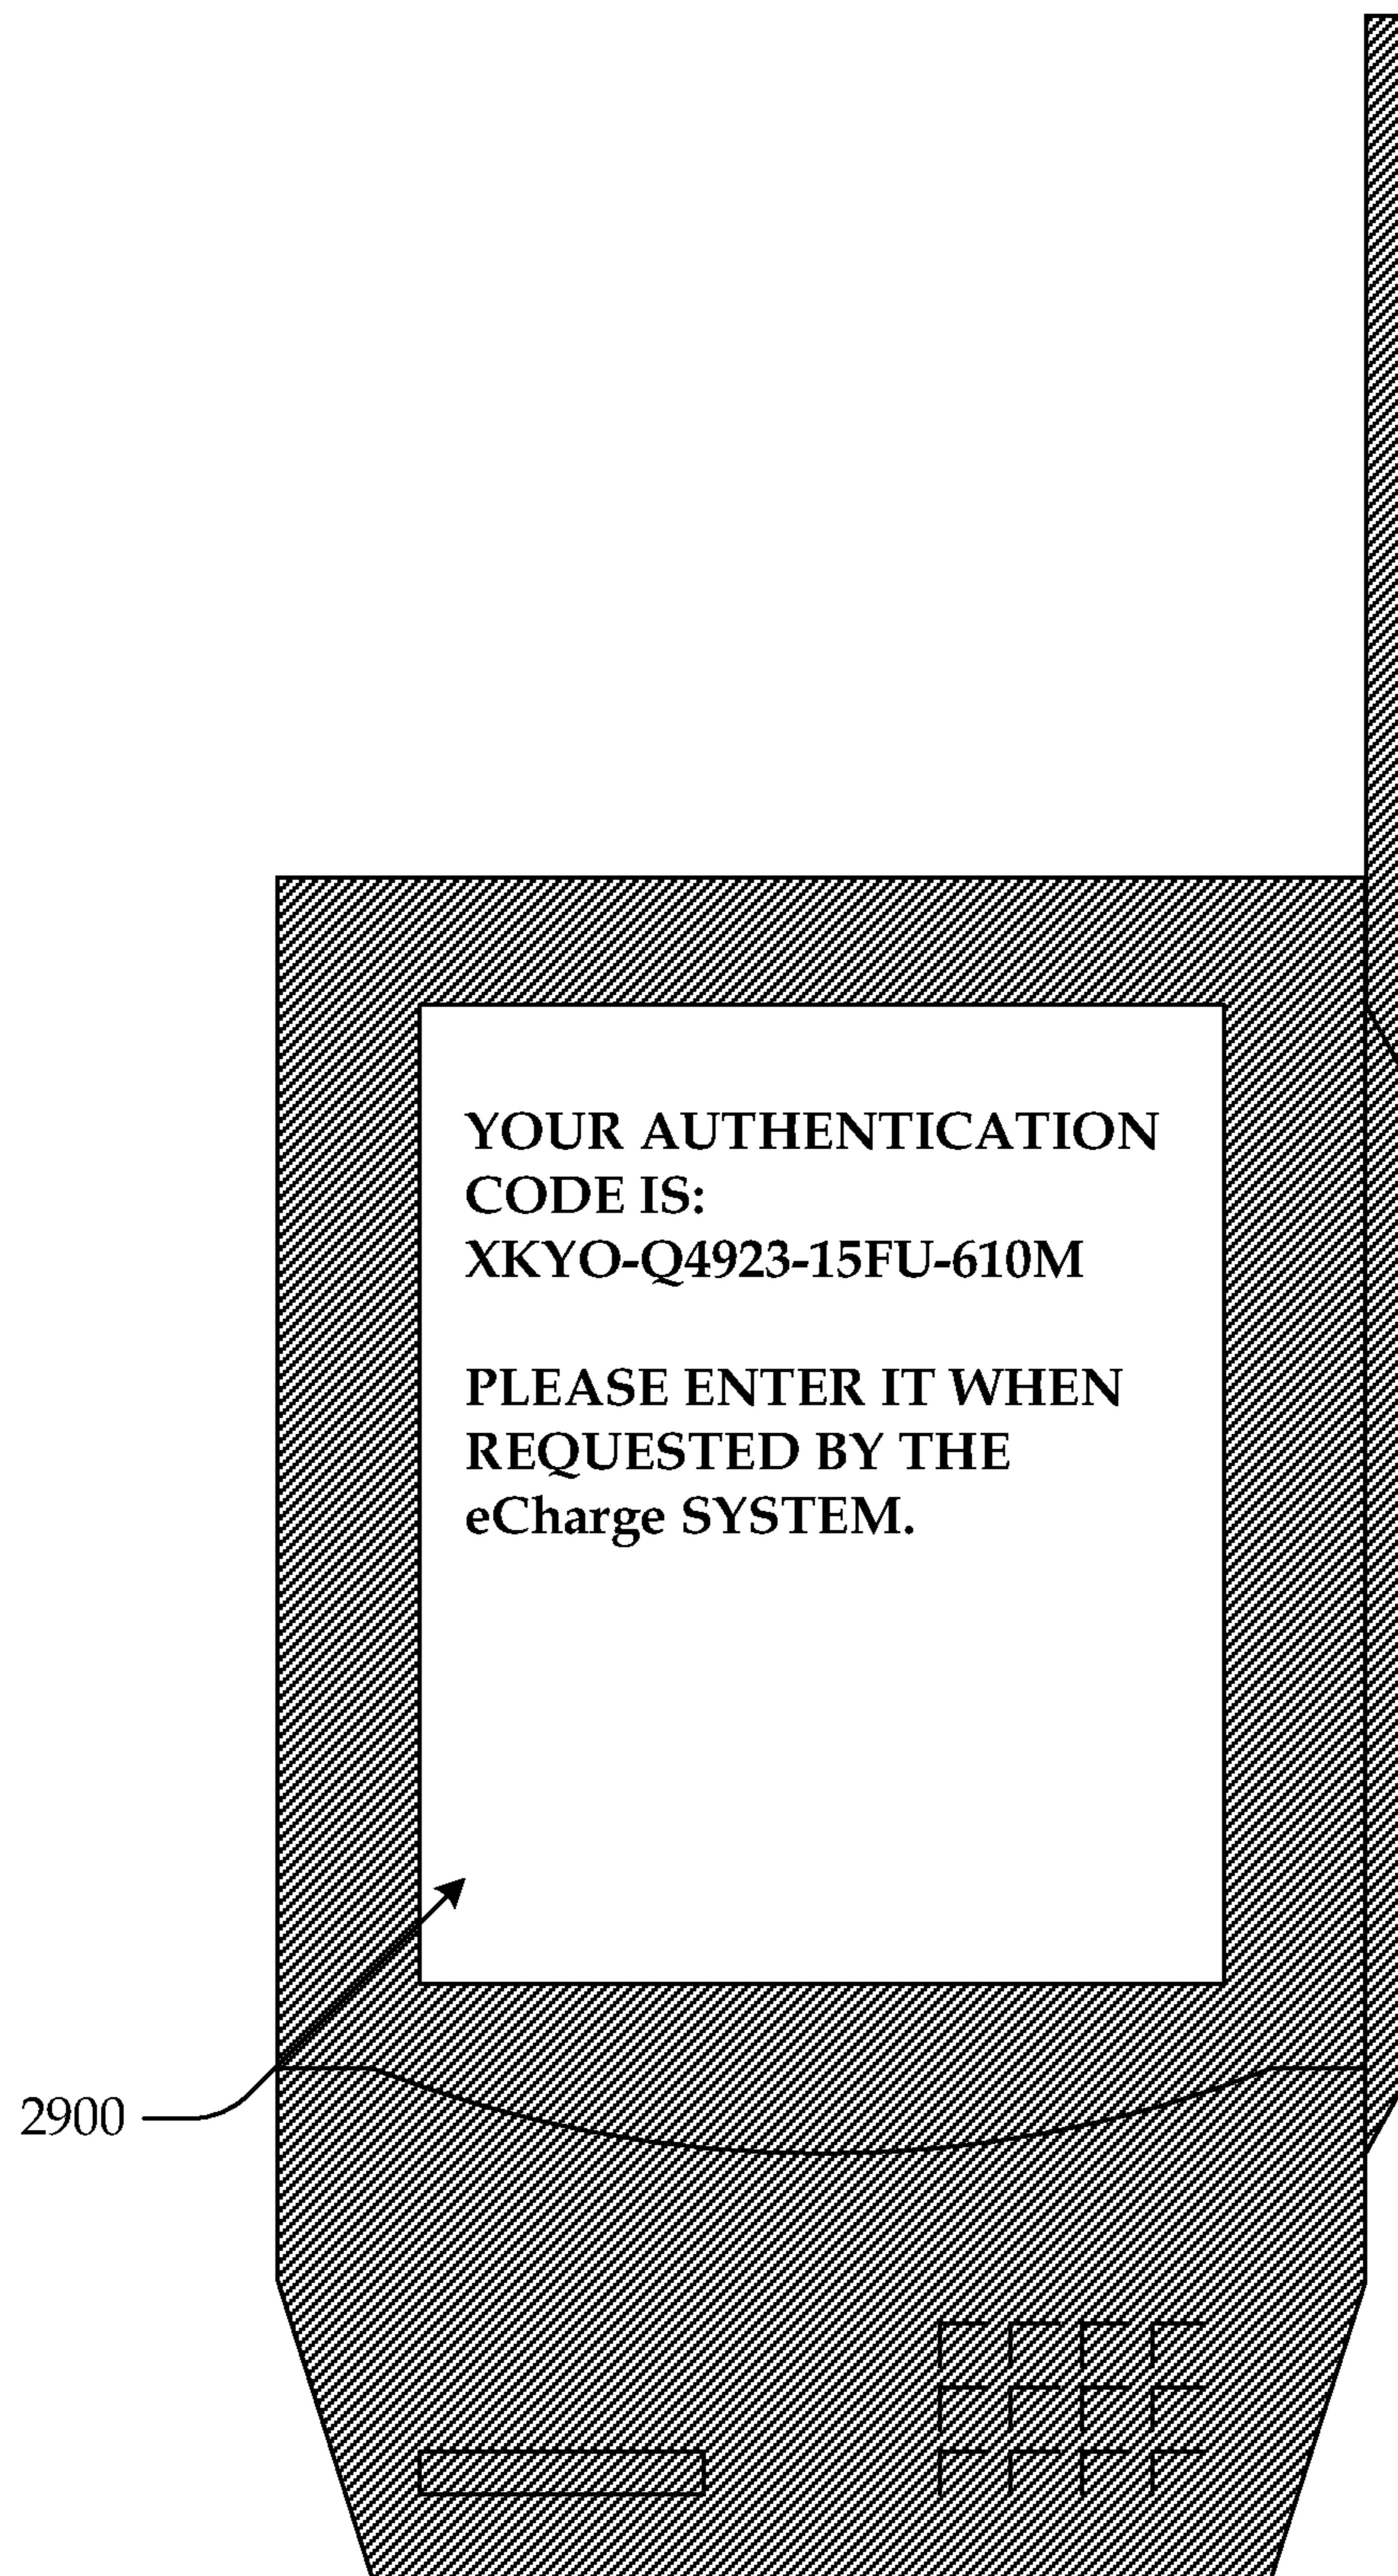 YOUR AUTHENTICATION
CODE IS:
XKYO-Q4923-15FU-610M
PLEASE ENTER IT WHEN
REQUESTED BY THE
eCharge SYSTEM.
2900